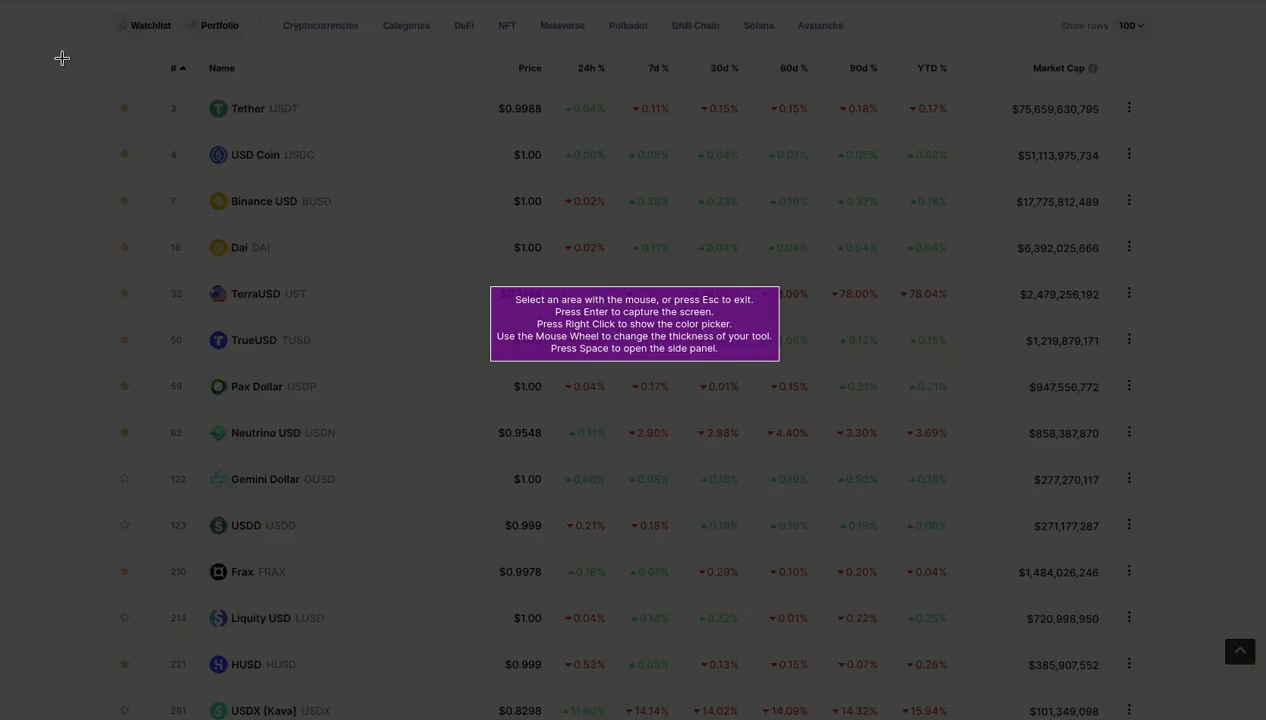 Watchlist Portfolio Cryptocurrencies Categories DeFi NFT Metaverse Polkadot BNB Chain Solana Avalanche Show rows 100
# Name Price 24h % 7d % 30d % 60d % 90d % YTD % Market Cap
3 Tether USDT $0.9988 0.04% 0.11% 0.15% 0.15% 0.18% 0.17% $75,659,630,795
4 USD Coin USDC $1.00 0.00% 0.05% 0.04% 0.07% 0.05% 0.02% $51,113,975,734
7 Binance USD BUSD $1.00 0.02% 0.39% 0.33% 0.19% 0.37% 0.18% $17,775,812,489
16 Dai DAI $1.00 0.02% 0.11% 0.04% 0.04% 0.04% 0.04% $6,392,025,666
32 TerraUSD UST 78.00% 78.04% $2,479,256,192
Select an area with the mouse, or press Esc to exit.
Press Enter to capture the screen.
Press Right Click to show the color picker.
Use the Mouse Wheel to change the thickness of your tool.
Press Space to open the side panel.
50 TrueUSD TUSD 0.12% 0.15% $1,219,879,171
59 Pax Dollar USDP $1.00 0.04% 0.17% 0.01% 0.15% 0.21% 0.21% $947,556,772
62 Neutrino USD USDN $0.9548 0.11% 2.90% 2.98% 4.40% 3.30% 3.69% $858,387,870
122 Gemini Dollar GUSD $1.00 0.06% 0.08% 0.18% 0.10% 0.50% 0.16% $277,270,117
123 USDD USDD $0.999 0.21% 0.18% 0.19% 0.19% 0.19% 0.00% $271,177,287
210 Frax FRAX $0.9978 0.16% 0.07% 0.29% 0.10% 0.20% 0.04% $1,484,026,246
214 Liquity USD LUSD $1.00 0.04% 0.14% 0.22% 0.01% 0.22% 0.25% $720,998,950
221 HUSD HUSD $0.999 0.53% 0.05% 0.13% 0.15% 0.07% 0.26% $385,907,552
261 USDX [Kava] USDX $0.8298 11.80% 14.14% 14.02% 14.09% 14.32% 15.94% $101,349,098